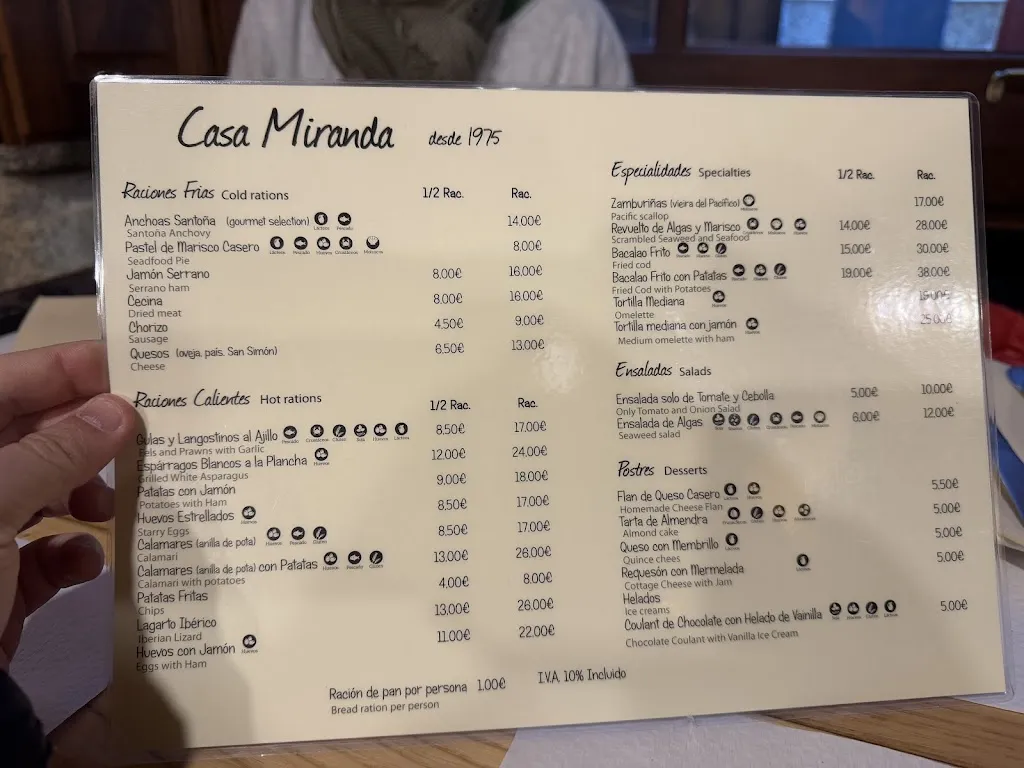 Casa Miranda desde 1975
Raciones Frias Cold rations 1/2 Rac. Rac.
Anchoas Santoña (gourmet selection) 14.00€
Santoña Anchovy
Pastel de Marisco Casero 8.00€
Seadfood Pie
Jamón Serrano 8.00€ 16.00€
Serrano ham
Cecina 8.00€ 16.00€
Dried meat
Chorizo 4.50€ 9.00€
Sausage
Quesos (oveja, país, San Simón) 6.50€ 13.00€
Cheese
Raciones Calientes Hot rations 1/2 Rac. Rac.
Gulas y Langostinos al Ajillo 8.50€ 17.00€
Eels and Prawns with Garlic
Espárragos Blancos a la Plancha 12.00€ 24.00€
Grilled White Asparagus
Patatas con Jamón 9.00€ 18.00€
Potatoes with Ham
Huevos Estrellados 8.50€ 17.00€
Starry Eggs
Calamares (anilla de pota) 8.50€ 17.00€
Calamari
Calamares (anilla de pota) con Patatas 13.00€ 26.00€
Calamari with potatoes
Patatas Fritas 4.00€ 8.00€
Chips
Lagarto Ibérico 13.00€ 26.00€
Iberian Lizard
Huevos con Jamón 11.00€ 22.00€
Eggs with Ham
Especialidades Specialties 1/2 Rac. Rac.
Zamburiñas (vieira del Pacífico) 17.00€
Pacific scallop
Revuelto de Algas y Marisco 14.00€ 28.00€
Scrambled Seaweed and Seafood
Bacalao Frito 15.00€ 30.00€
Fried cod
Bacalao Frito con Patatas 19.00€ 38.00€
Fried Cod with Potatoes
Tortilla Mediana
Omelette
Tortilla mediana con jamón
Medium omelette with ham
Ensaladas Salads
Ensalada solo de Tomate y Cebolla 5.00€ 10.00€
Only Tomato and Onion Salad
Ensalada de Algas 6.00€ 12.00€
Seaweed salad
Postres Desserts
Flan de Queso Casero 5.50€
Homemade Cheese Flan
Tarta de Almendra 5.00€
Almond cake
Queso con Membrillo 5.00€
Quince chees
Requesón con Mermelada 5.00€
Cottage Cheese with Jam
Helados
Ice creams
Coulant de Chocolate con Helado de Vainilla 5.00€
Chocolate Coulant with Vanilla Ice Cream
Ración de pan por persona 1.00€ I.V.A. 10% Incluido
Bread ration per person